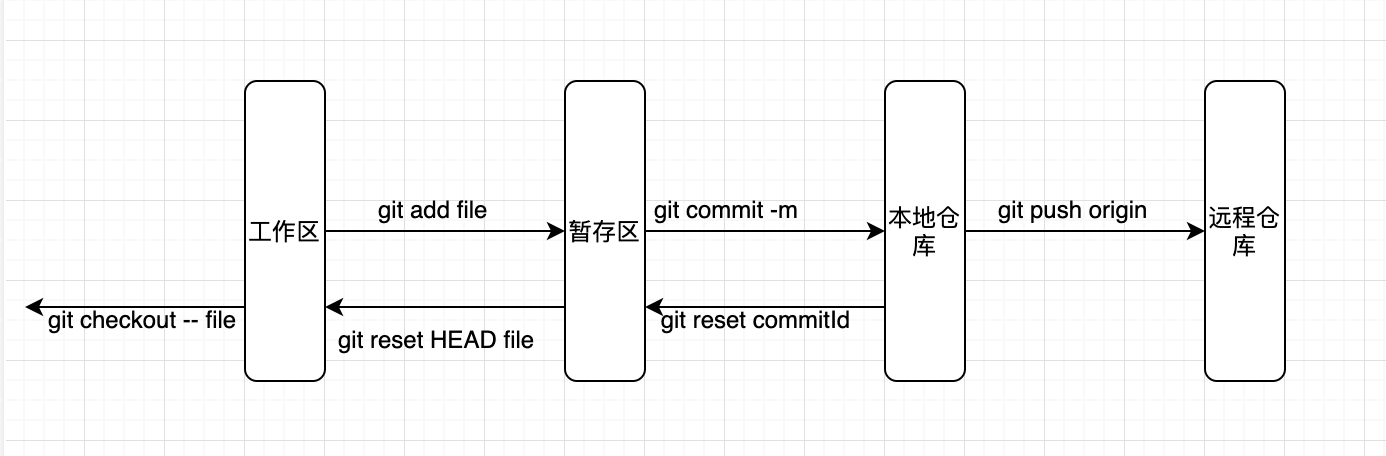 git add file
git commit -m
git push origin
工作区
暂存区
本地仓
库
远程仓
库
git checkout -- file
git reset HEAD file
git reset commitId